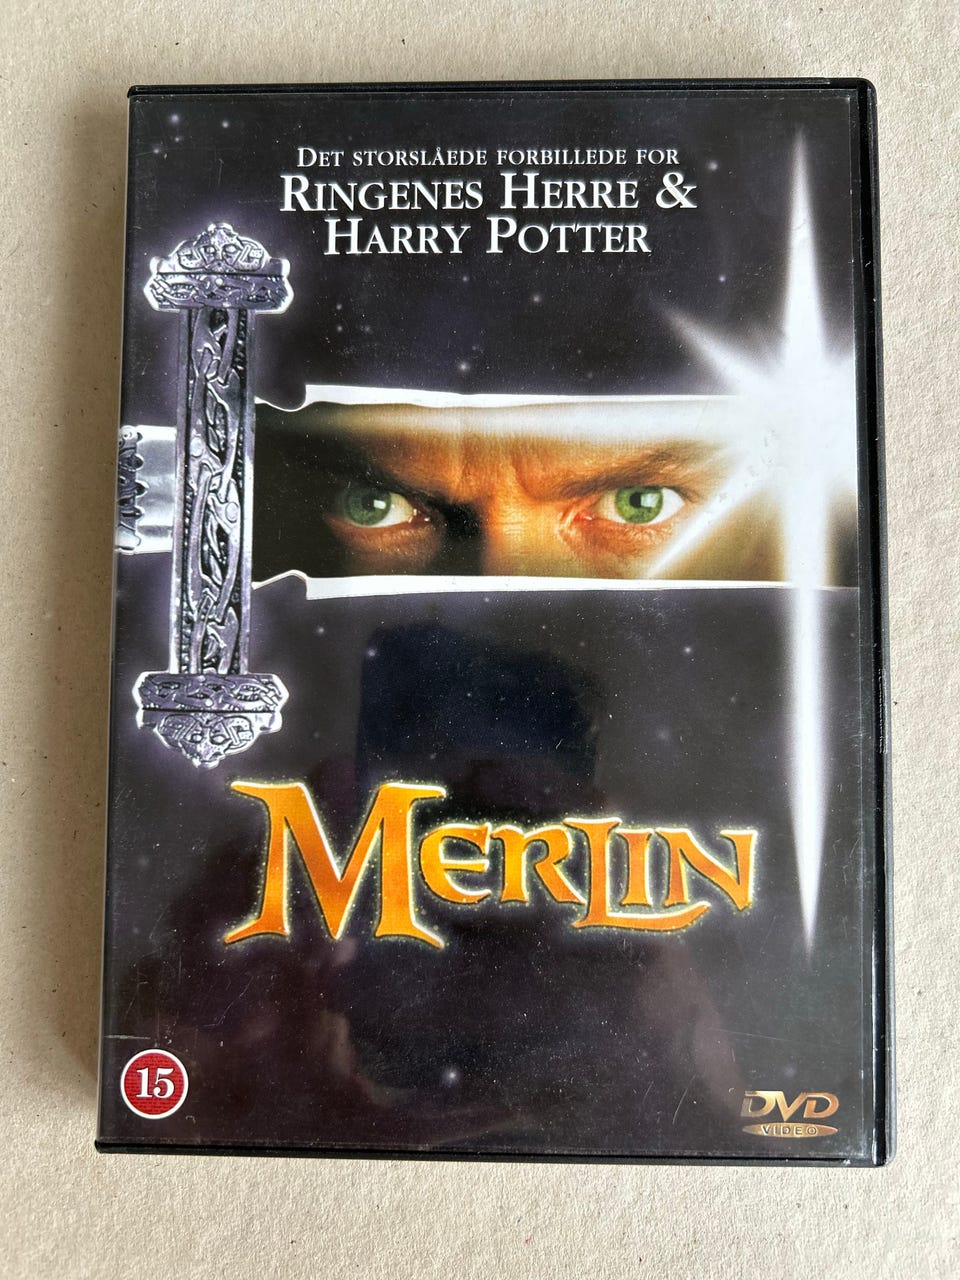 DET STORSLÅEDE FORBILLEDE FOR
RINGENES HERRE &
HARRY POTTER
MERLIN
15
DVD
VIDEO